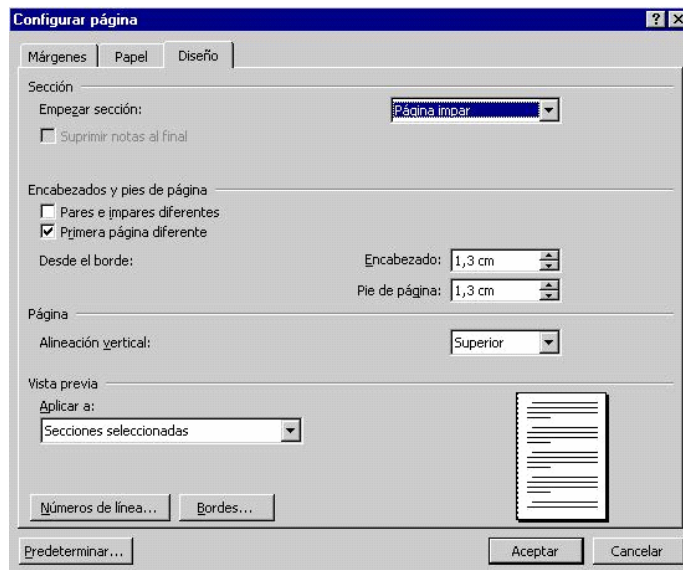 Configurar página
Márgenes Papel Diseño
Sección
Empezar sección: Página impar
Suprimir notas al final
Encabezados y pies de página
Pares e impares diferentes
Primera página diferente
Desde el borde: Encabezado: 1,3 cm
Pie de página: 1,3 cm
Página
Alineación vertical: Superior
Vista previa
Aplicar a:
Secciones seleccionadas
Números de línea... Bordes...
Predeterminar... Aceptar Cancelar